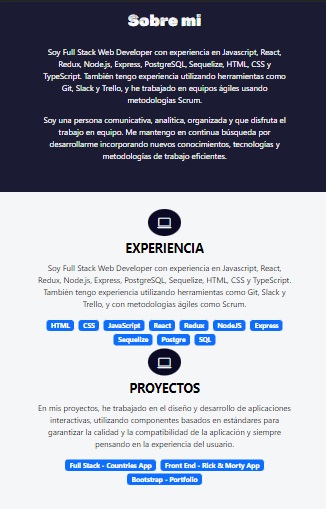 Sobre mi
Soy Full Stack Web Developer con experiencia en Javascript, React,
Redux, Node.js, Express, PostgreSQL, Sequelize, HTML, CSS y
TypeScript. También tengo experiencia utilizando herramientas como
Git, Slack y Trello, y he trabajado en equipos ágiles usando
metodologías Scrum.
Soy una persona comunicativa, analítica, organizada y que disfruta el
trabajo en equipo. Me mantengo en continua búsqueda por
desarrollarme incorporando nuevos conocimientos, tecnologías y
metodologías de trabajo eficientes.
EXPERIENCIA
Soy Full Stack Web Developer con experiencia en Javascript, React,
Redux, Node.js, Express, PostgreSQL, Sequelize, HTML, CSS y TypeScript.
También tengo experiencia utilizando herramientas como Git, Slack y
Trello, y con metodologías ágiles como Scrum.
HTML CSS JavaScript React Redux NodeJS Express
Sequelize Postgre SQL
PROYECTOS
En mis proyectos, he trabajado en el diseño y desarrollo de aplicaciones
interactivas, utilizando componentes basados en estándares para
garantizar la calidad y la compatibilidad de la aplicación y siempre
pensando en la experiencia del usuario.
Full Stack - Countries App Front End - Rick & Morty App
Bootstrap - Portfolio